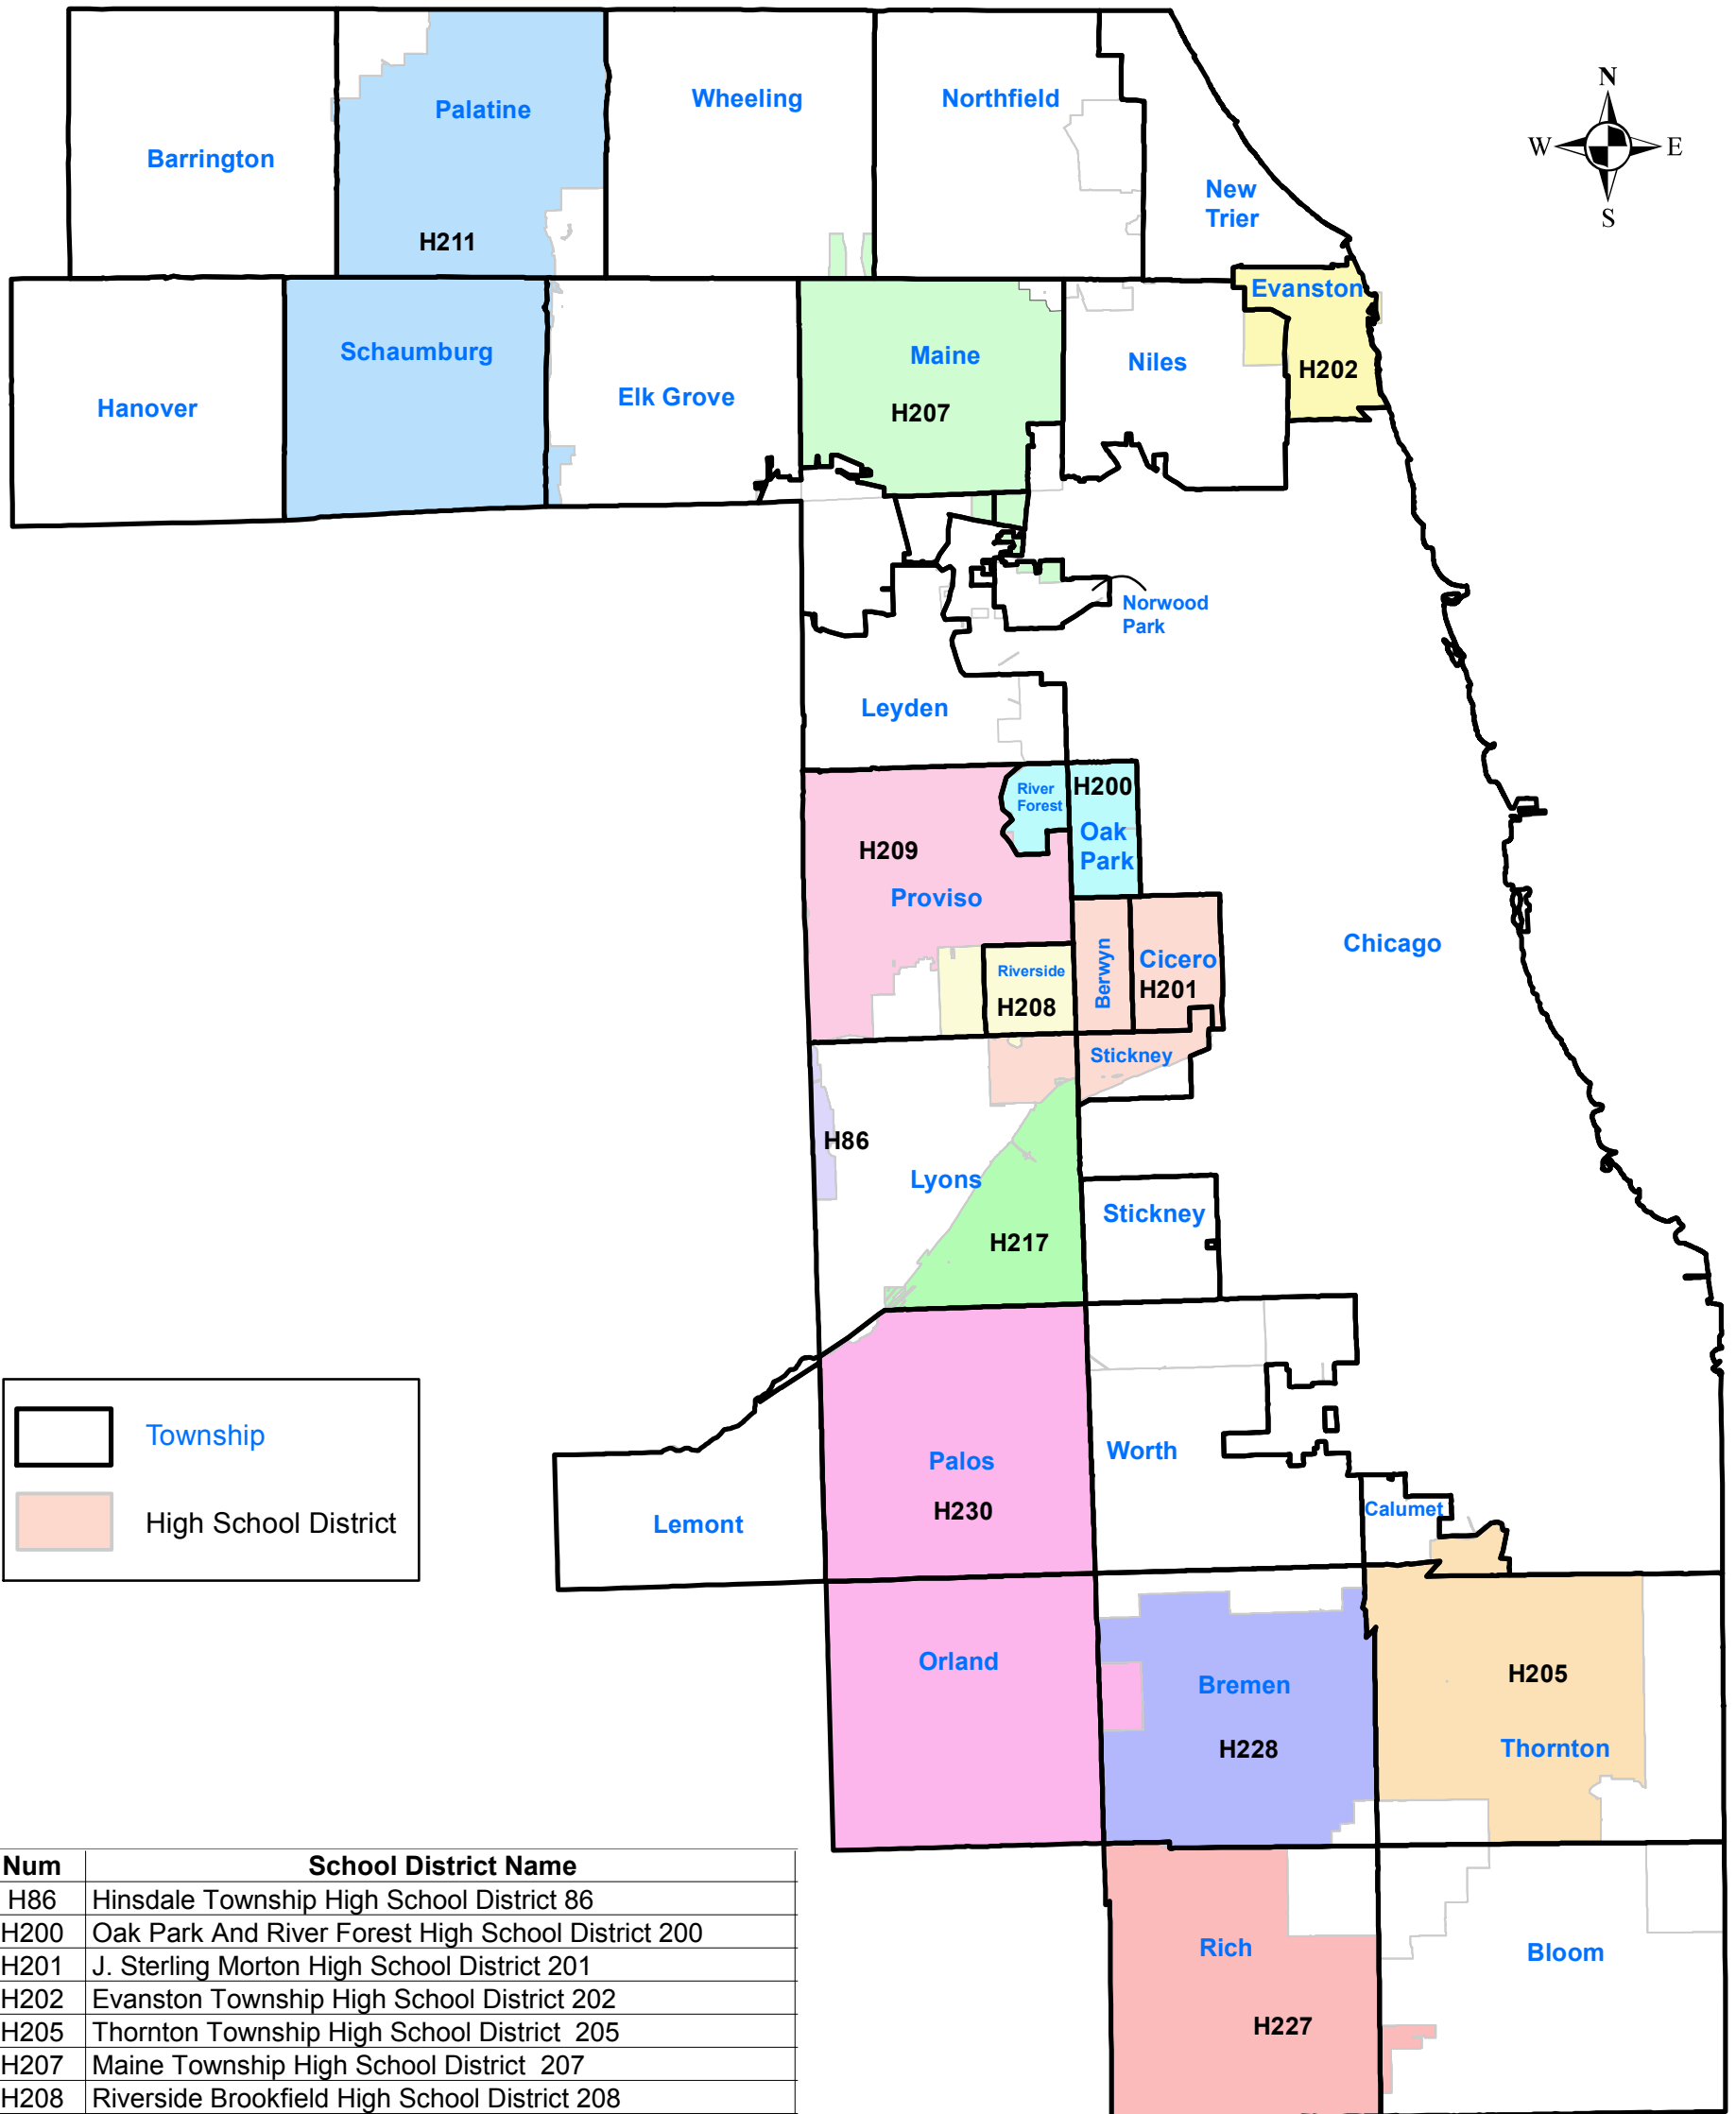 N
W E
S
Palatine
Wheeling
Northfield
Barrington
New
Trier
H211
Evanston
Schaumburg
Maine
Niles
H202
Elk Grove
Hanover
H207
Norwood
Park
Leyden
River
Forest
H200
Oak
Park
H209
Proviso
Chicago
Berwyn
Cicero
H201
Riverside
H208
Stickney
H86
Lyons
Stickney
H217
Township
High School District
Palos
H230
Worth
Lemont
Calumet
Orland
Bremen
H228
H205
Thornton
Rich
Bloom
H227
Num School District Name
H86 Hinsdale Township High School District 86
H200 Oak Park And River Forest High School District 200
H201 J. Sterling Morton High School District 201
H202 Evanston Township High School District 202
H205 Thornton Township High School District 205
H207 Maine Township High School District 207
H208 Riverside Brookfield High School District 208